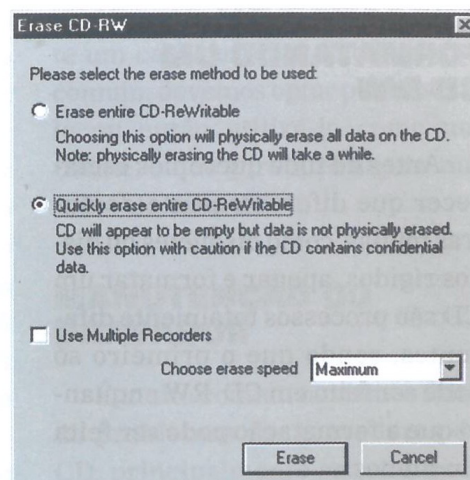 Erase CD-RW
Please select the erase method to be used:
Erase entire CD-ReWritable
Choosing this option will physically erase all data on the CD.
Note: physically erasing the CD will take a while.
Quickly erase entire CD-ReWritable
CD will appear to be empty but data is not physically erased.
Use this option with caution if the CD contains confidential
data.
Use Multiple Recorders
Choose erase speed Maximum
Erase Cancel